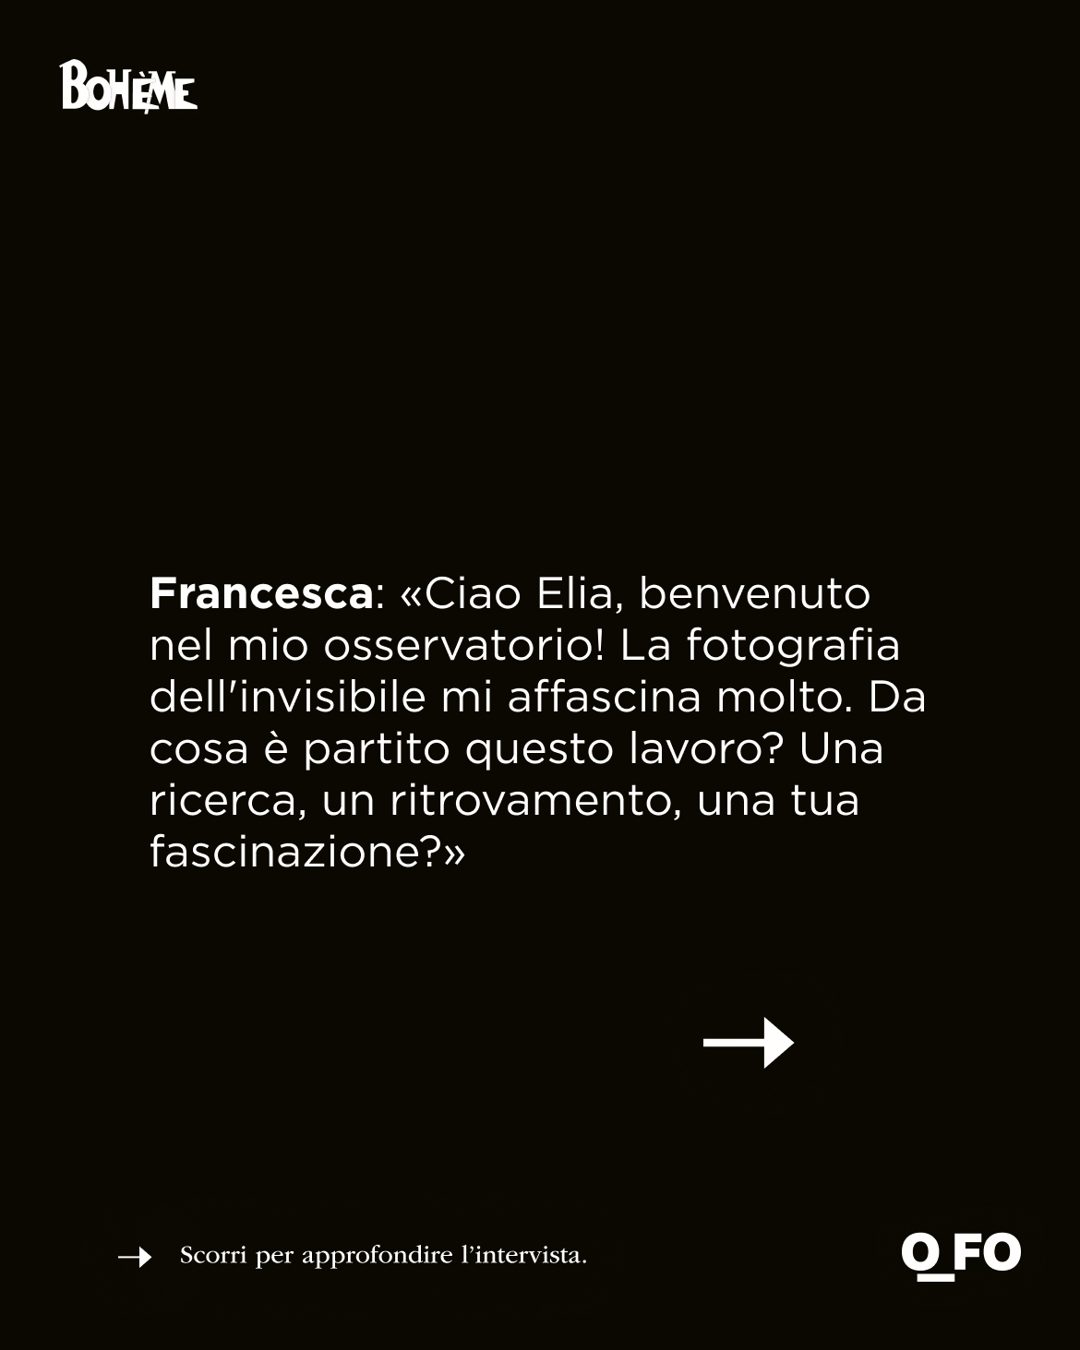 BOHÈME
Francesca: «Ciao Elia, benvenuto
nel mio osservatorio! La fotografia
dell'invisibile mi affascina molto. Da
cosa è partito questo lavoro? Una
ricerca, un ritrovamento, una tua
fascinazione?»
Scorri per approfondire l’intervista.
O_FO